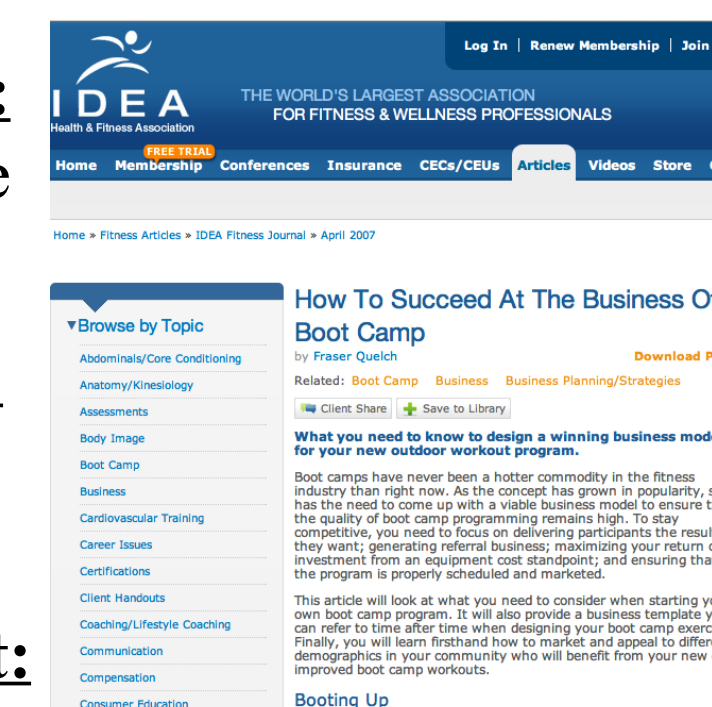 :
e
Log In | Renew Membership | Join
IDEA
Health & Fitness Association
THE WORLD'S LARGEST ASSOCIATION
FOR FITNESS & WELLNESS PROFESSIONALS
FREE TRIAL
Home Membership Conferences Insurance CECs/CEUs Articles Videos Store
Home » Fitness Articles » IDEA Fitness Journal » April 2007
▼Browse by Topic
Abdominals/Core Conditioning
Anatomy/Kinesiology
Assessments
Body Image
Boot Camp
Business
Cardiovascular Training
Career Issues
Certifications
Client Handouts
Coaching/Lifestyle Coaching
Communication
Compensation
Consumer Education
t:
How To Succeed At The Business Of
Boot Camp
by Fraser Quelch
Download P
Related: Boot Camp Business Business Planning/Strategies
Client Share Save to Library
What you need to know to design a winning business mod
for your new outdoor workout program.
Boot camps have never been a hotter commodity in the fitness
industry than right now. As the concept has grown in popularity, s
has the need to come up with a viable business model to ensure t
the quality of boot camp programming remains high. To stay
competitive, you need to focus on delivering participants the resul
they want; generating referral business; maximizing your return o
investment from an equipment cost standpoint; and ensuring tha
the program is properly scheduled and marketed.
This article will look at what you need to consider when starting yo
own boot camp program. It will also provide a business template y
can refer to time after time when designing your boot camp exerc
Finally, you will learn firsthand how to market and appeal to differe
demographics in your community who will benefit from your new
improved boot camp workouts.
Booting Up